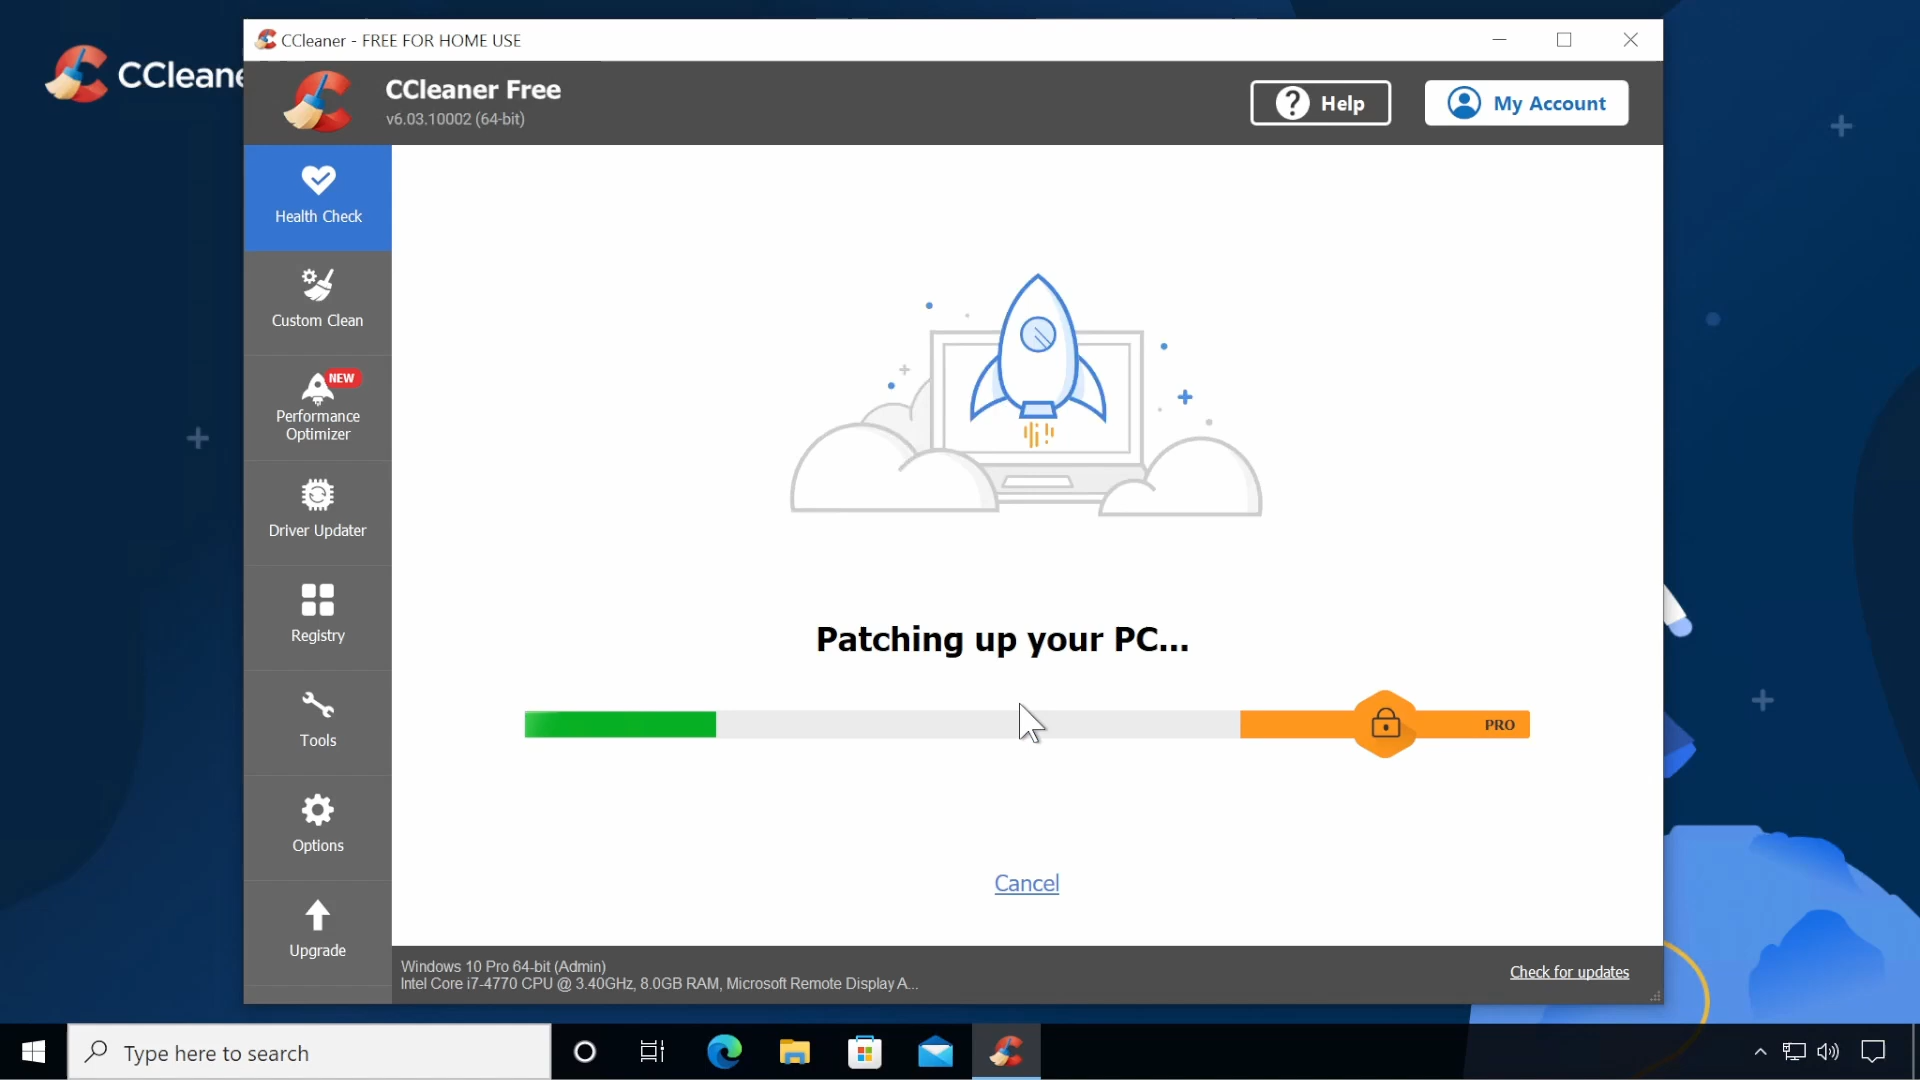 CCleaner - FREE FOR HOME USE
CCleane
CCleaner Free
v6.03.10002 (64-bit)
Help
My Account
Health Check
Custom Clean
NEW
Performance
Optimizer
Driver Updater
Registry
Tools
Options
Upgrade
Patching up your PC...
PRO
Cancel
Windows 10 Pro 64-bit (Admin)
Intel Core i7-4770 CPU @ 3.40GHz, 8.0GB RAM, Microsoft Remote Display A...
Check for updates
Type here to search